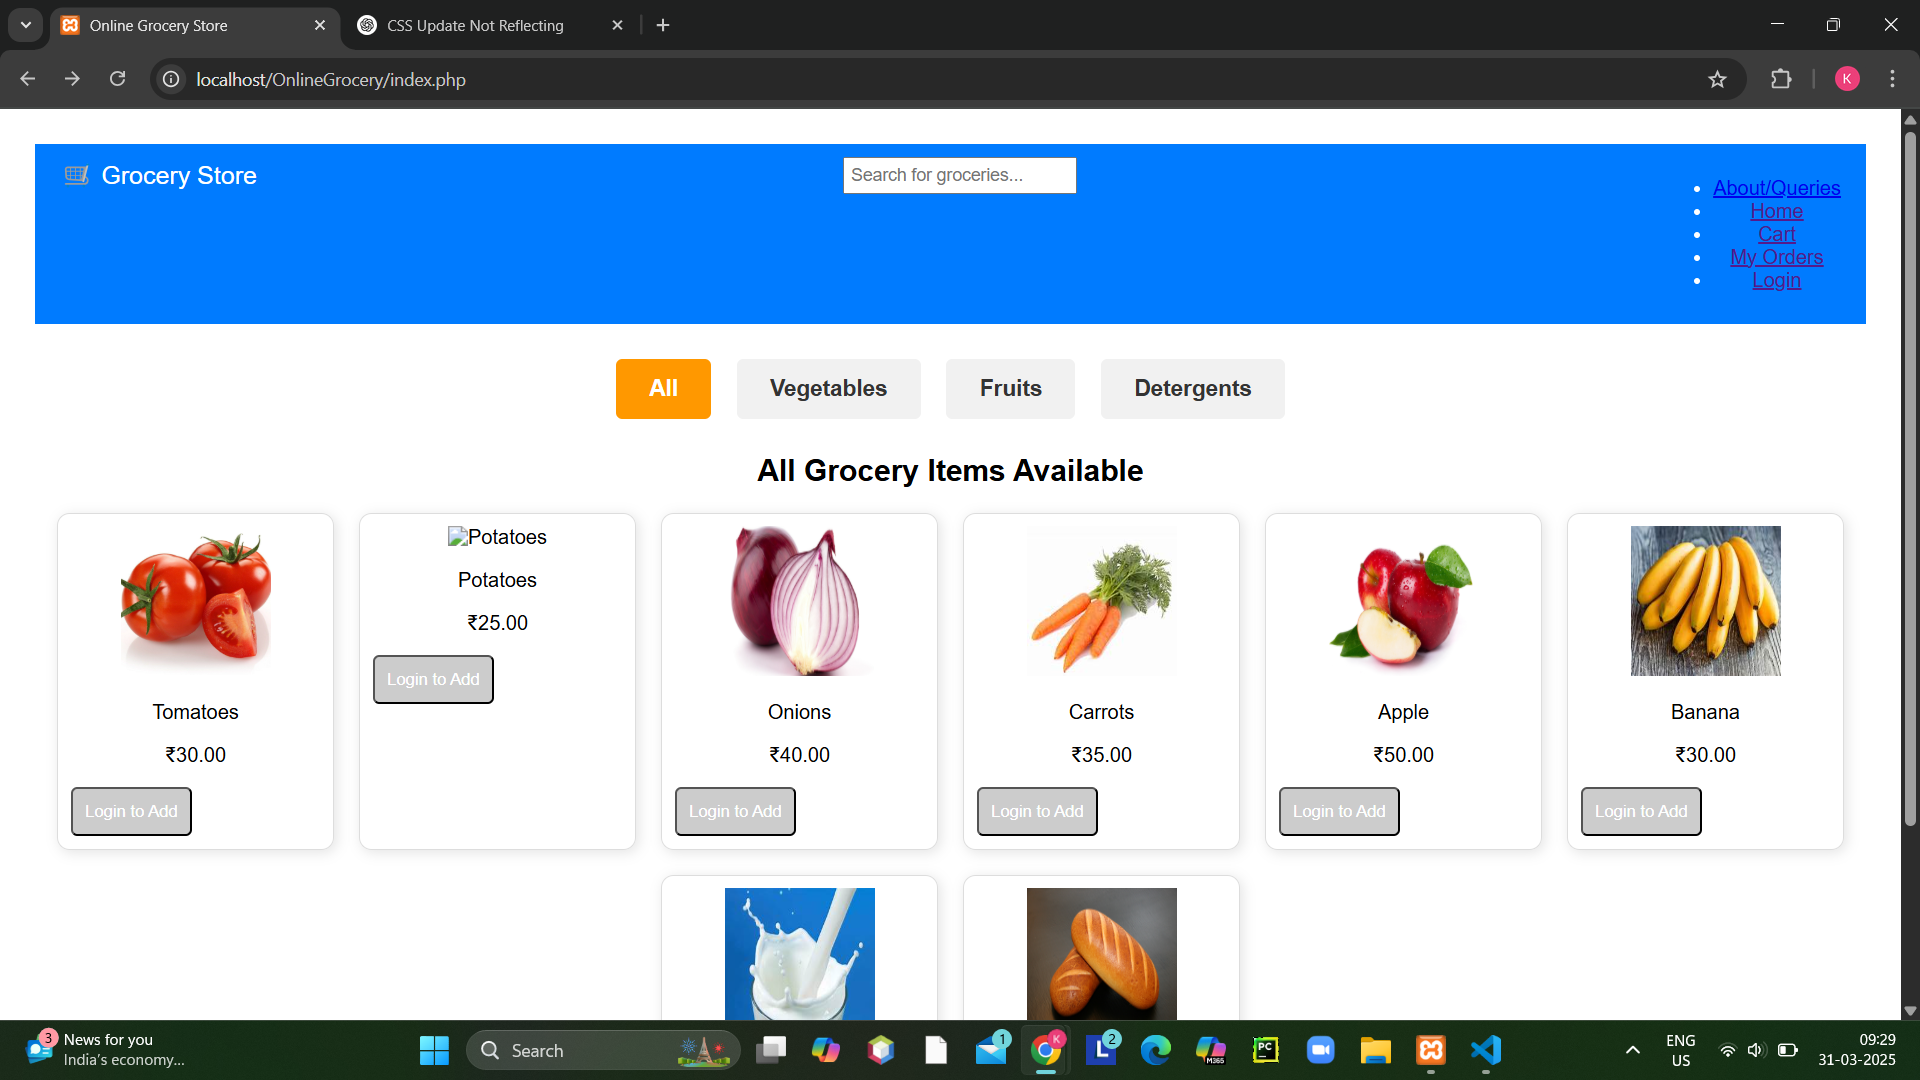 Online Grocery Store
CSS Update Not Reflecting
localhost/OnlineGrocery/index.php
K
Grocery Store
Search for groceries...
About/Queries
Home
Cart
My Orders
Login
All
Vegetables
Fruits
Detergents
All Grocery Items Available
Tomatoes
₹30.00
Login to Add
Potatoes
Potatoes
₹25.00
Login to Add
Onions
₹40.00
Login to Add
Carrots
₹35.00
Login to Add
Apple
₹50.00
Login to Add
Banana
₹30.00
Login to Add
3
News for you
India's economy...
Search
1
K
L
2
M365
PC
ENG
US
09:29
31-03-2025